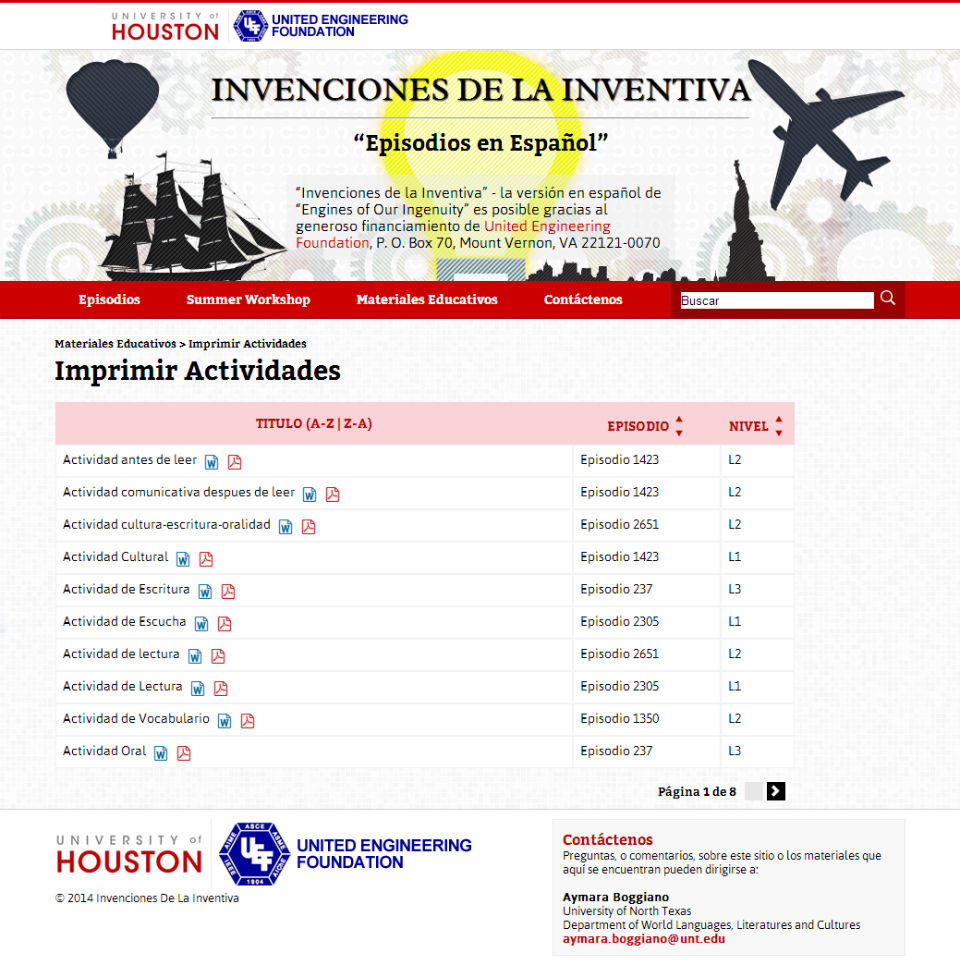 UNIVERSITY of
HOUSTON
UNITED ENGINEERING
FOUNDATION
INVENCIONES DE LA INVENTIVA
“Episodios en Español”
“Invenciones de la Inventiva” - la versión en español de
“Engines of Our Ingenuity” es posible gracias al
generoso financiamiento de United Engineering
Foundation, P. O. Box 70, Mount Vernon, VA 22121-0070
Episodios Summer Workshop Materiales Educativos Contáctenos Buscar
Materiales Educativos > Imprimir Actividades
Imprimir Actividades
TITULO (A-Z | Z-A) EPISODIO NIVEL
Actividad antes de leer Episodio 1423 L2
Actividad comunicativa despues de leer Episodio 1423 L2
Actividad cultura-escritura-oralidad Episodio 2651 L2
Actividad Cultural Episodio 1423 L1
Actividad de Escritura Episodio 237 L3
Actividad de Escucha Episodio 2305 L1
Actividad de lectura Episodio 2651 L2
Actividad de Lectura Episodio 2305 L1
Actividad de Vocabulario Episodio 1350 L2
Actividad Oral Episodio 237 L3
Página 1 de 8
UNIVERSITY of
HOUSTON
ASCE
AIME
ASME
IEEE
AIChE
UEF
1904
UNITED ENGINEERING
FOUNDATION
© 2014 Invenciones De La Inventiva
Contáctenos
Preguntas, o comentarios, sobre este sitio o los materiales que
aquí se encuentran pueden dirigirse a:
Aymara Boggiano
University of North Texas
Department of World Languages, Literatures and Cultures
aymara.boggiano@unt.edu